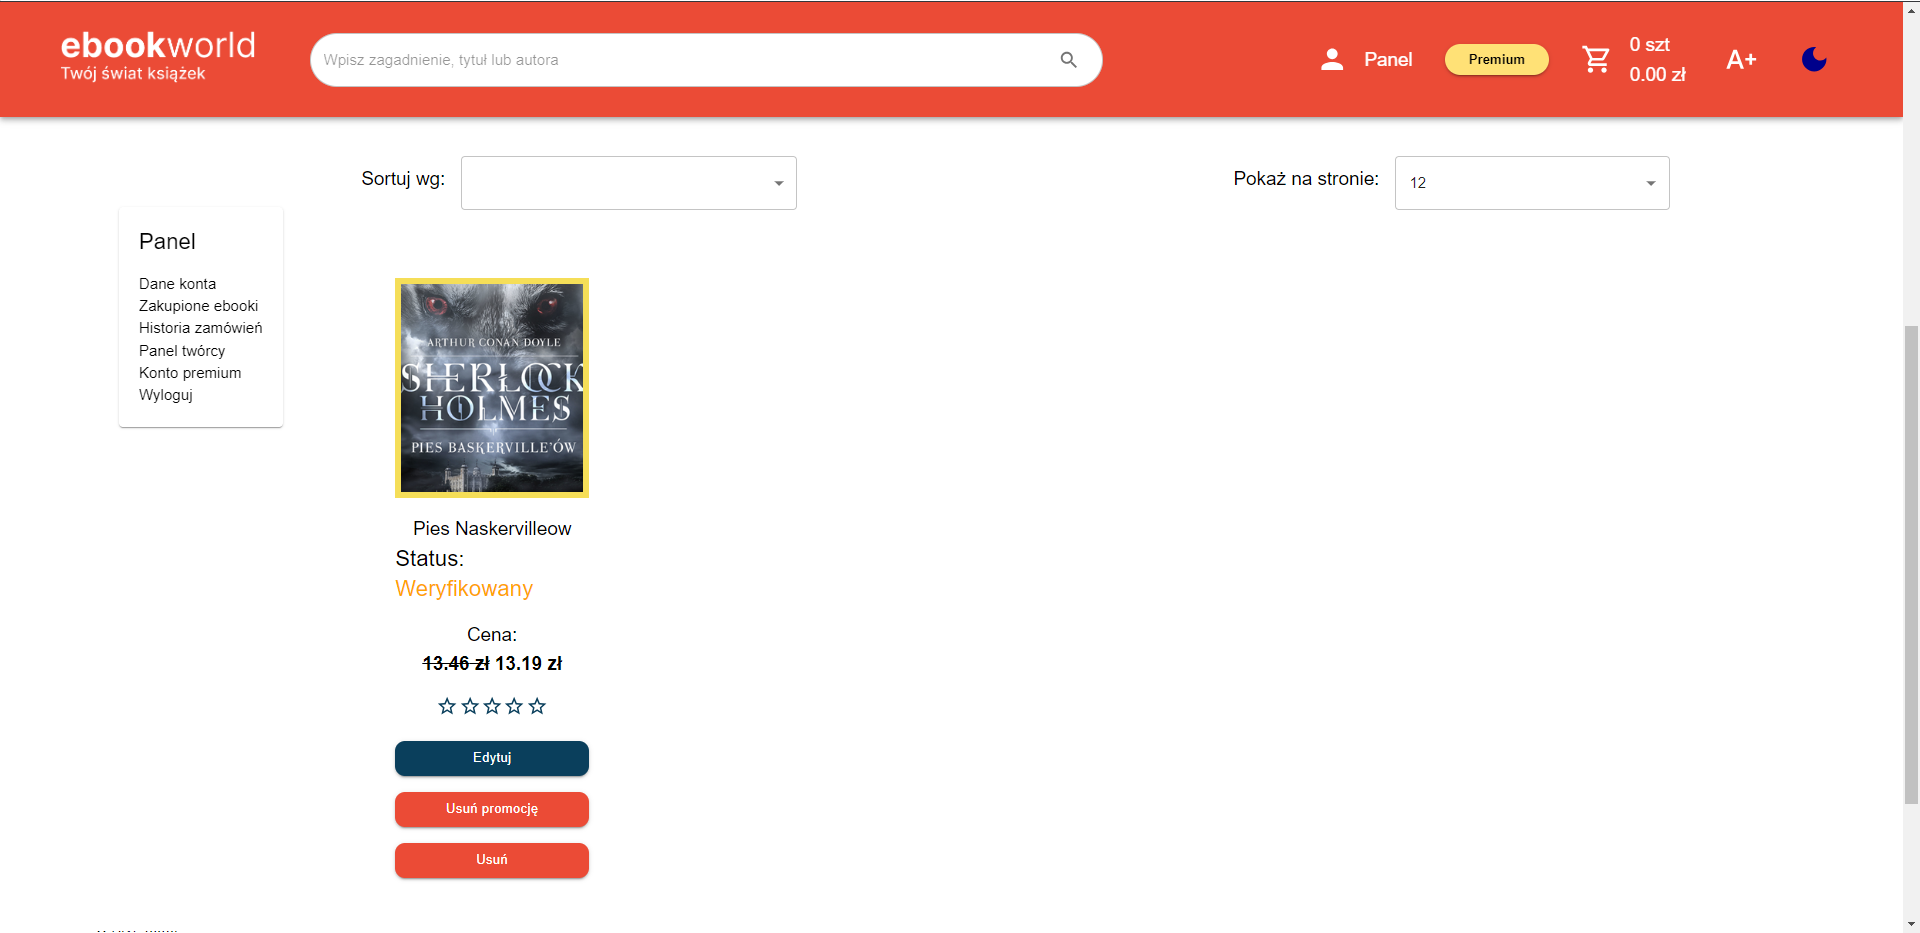 ebookworld
Twój świat książek
Wpisz zagadnienie, tytuł lub autora
Panel
Premium
0 szt
0.00 zł
A+
Sortuj wg:
Pokaż na stronie:
12
Panel
Dane konta
Zakupione ebooki
Historia zamówień
Panel twórcy
Konto premium
Wyloguj
ARTHUR CONAN DOYLE
SHERLOCK
HOLMES
PIES BASKERVILLE'ÓW
Pies Naskervilleow
Status:
Weryfikowany
Cena:
13.46 zł 13.19 zł
Edytuj
Usuń promocję
Usuń